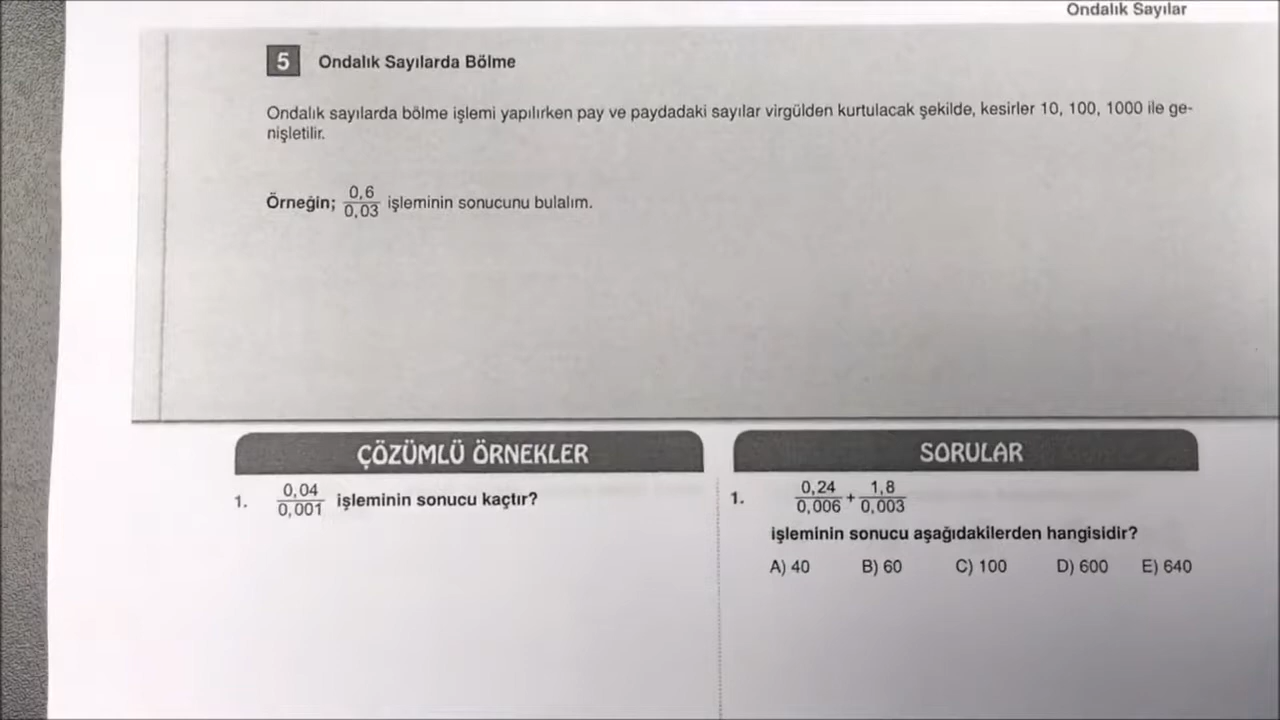 Ondalık Sayılar
5 Ondalık Sayılarda Bölme
Ondalık sayılarda bölme işlemi yapılırken pay ve paydadaki sayılar virgülden kurtulacak şekilde, kesirler 10, 100, 1000 ile ge-
nişletilir.
Örneğin; 0,6/0,03 işleminin sonucunu bulalım.
ÇÖZÜMLÜ ÖRNEKLER
1. 0,04/0,001 işleminin sonucu kaçtır?
SORULAR
1. 0,24/0,006 + 1,8/0,003
işleminin sonucu aşağıdakilerden hangisidir?
A) 40 B) 60 C) 100 D) 600 E) 640